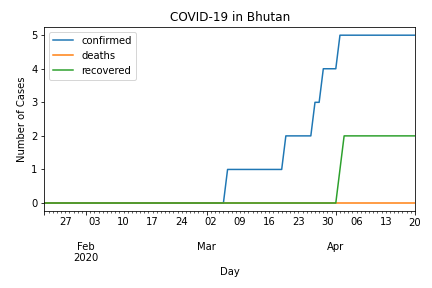 COVID-19 in Bhutan
confirmed
deaths
recovered
Number of Cases
5
4
3
2
1
0
27 03 10 17 24 02 09 16 23 30 06 13 20
Feb Mar Apr
2020
Day